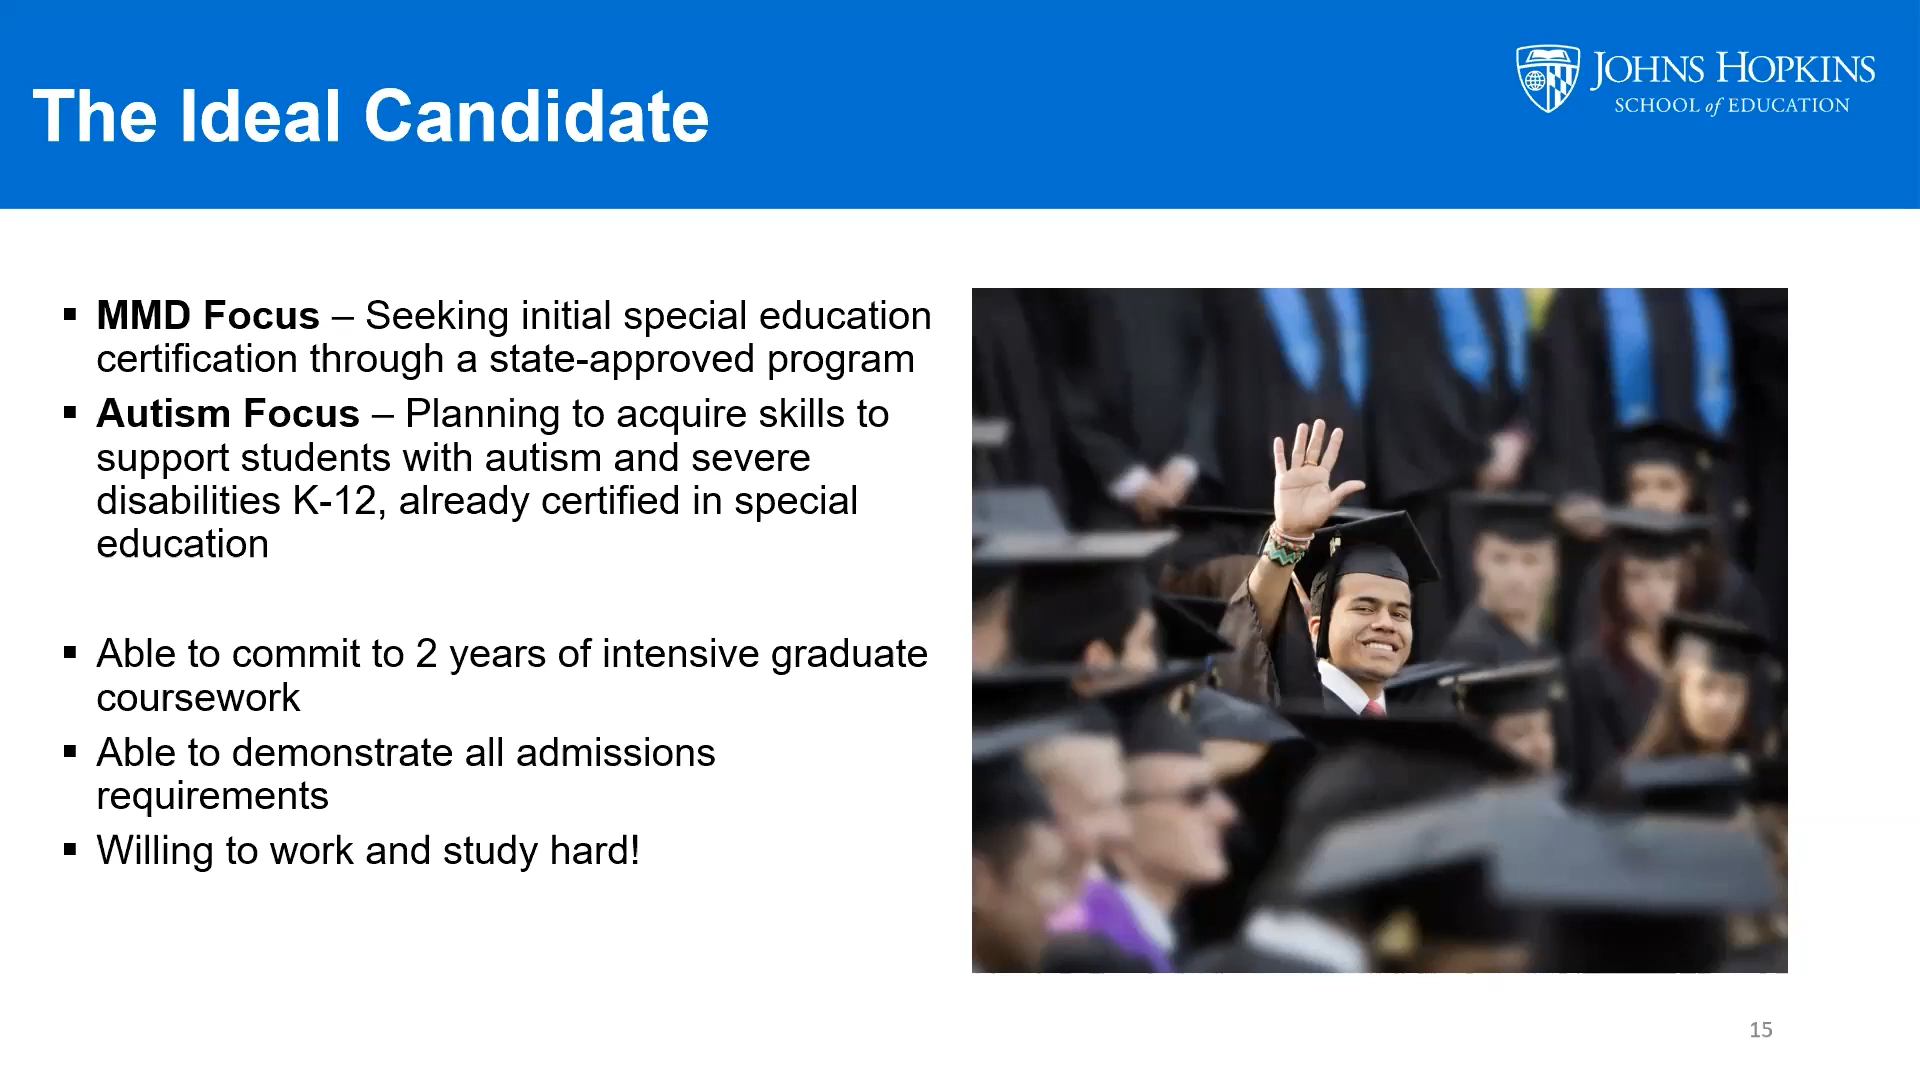 The Ideal Candidate
JOHNS HOPKINS
SCHOOL of EDUCATION
▪ MMD Focus – Seeking initial special education
certification through a state-approved program
▪ Autism Focus – Planning to acquire skills to
support students with autism and severe
disabilities K-12, already certified in special
education
▪ Able to commit to 2 years of intensive graduate
coursework
▪ Able to demonstrate all admissions
requirements
▪ Willing to work and study hard!
15